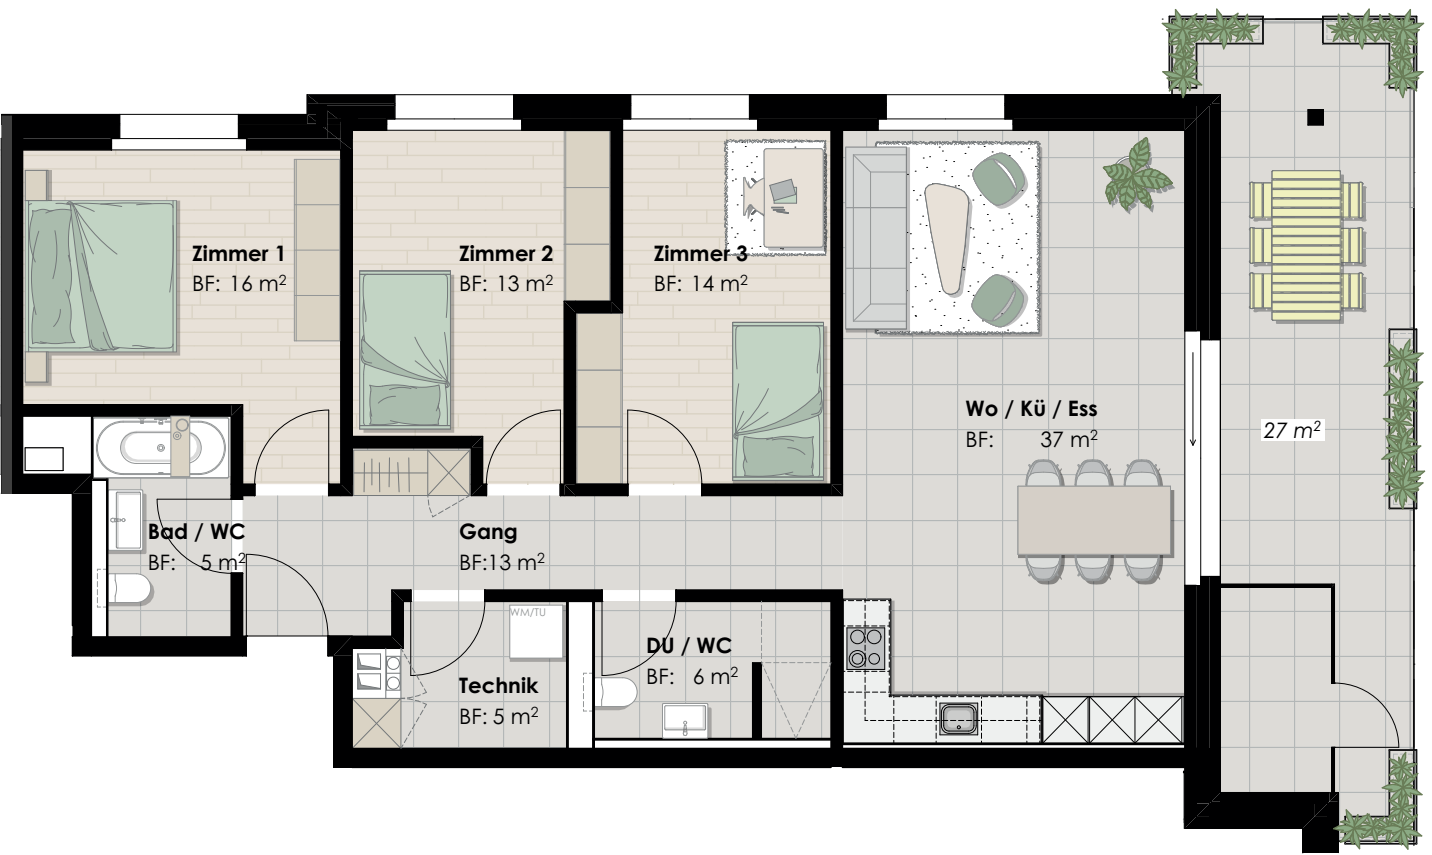 Zimmer 1
BF: 16 m²
Zimmer 2
BF: 13 m²
Zimmer 3
BF: 14 m²
Wo / Kü / Ess
BF: 37 m²
27 m²
Bad / WC
BF: 5 m²
Gang
BF:13 m²
WM/TU
DU / WC
BF: 6 m²
Technik
BF: 5 m²